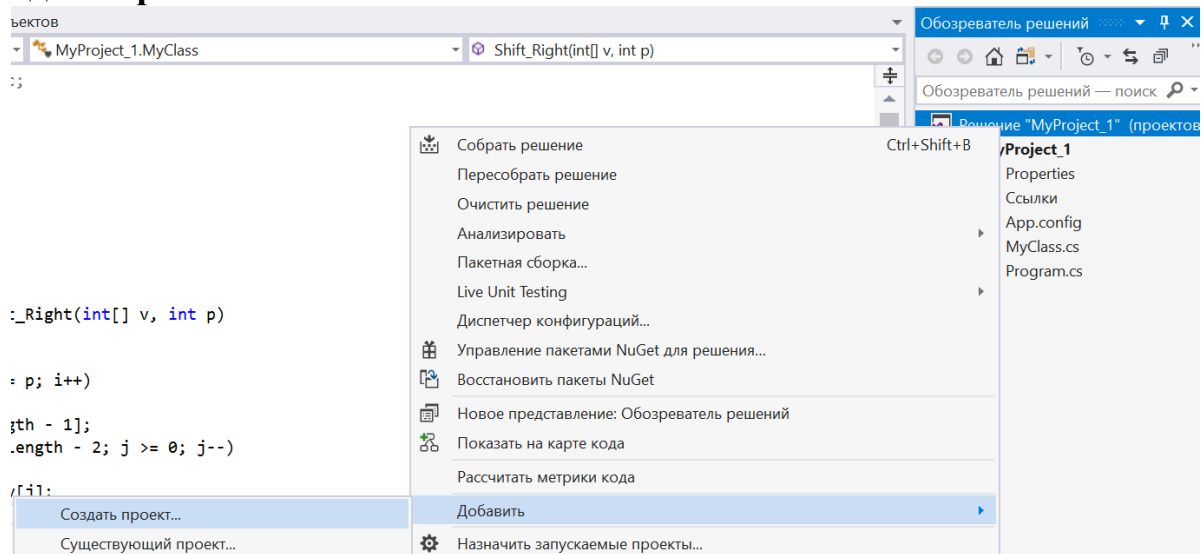 ъектов
MyProject_1.MyClass
Shift_Right(int[] v, int p)
t_Right(int[] v, int p)
= p; i++)
gth - 1];
Length - 2; j >= 0; j--)
v[j];
Обозреватель решений
Обозреватель решений — поиск
Решение "MyProject_1" (проектов
yProject_1
Properties
Ссылки
App.config
MyClass.cs
Program.cs
Собрать решение Ctrl+Shift+B
Пересобрать решение
Очистить решение
Анализировать
Пакетная сборка...
Live Unit Testing
Диспетчер конфигураций...
Управление пакетами NuGet для решения...
Восстановить пакеты NuGet
Новое представление: Обозреватель решений
Показать на карте кода
Рассчитать метрики кода
Добавить
Назначить запускаемые проекты...
Создать проект...
Существующий проект...